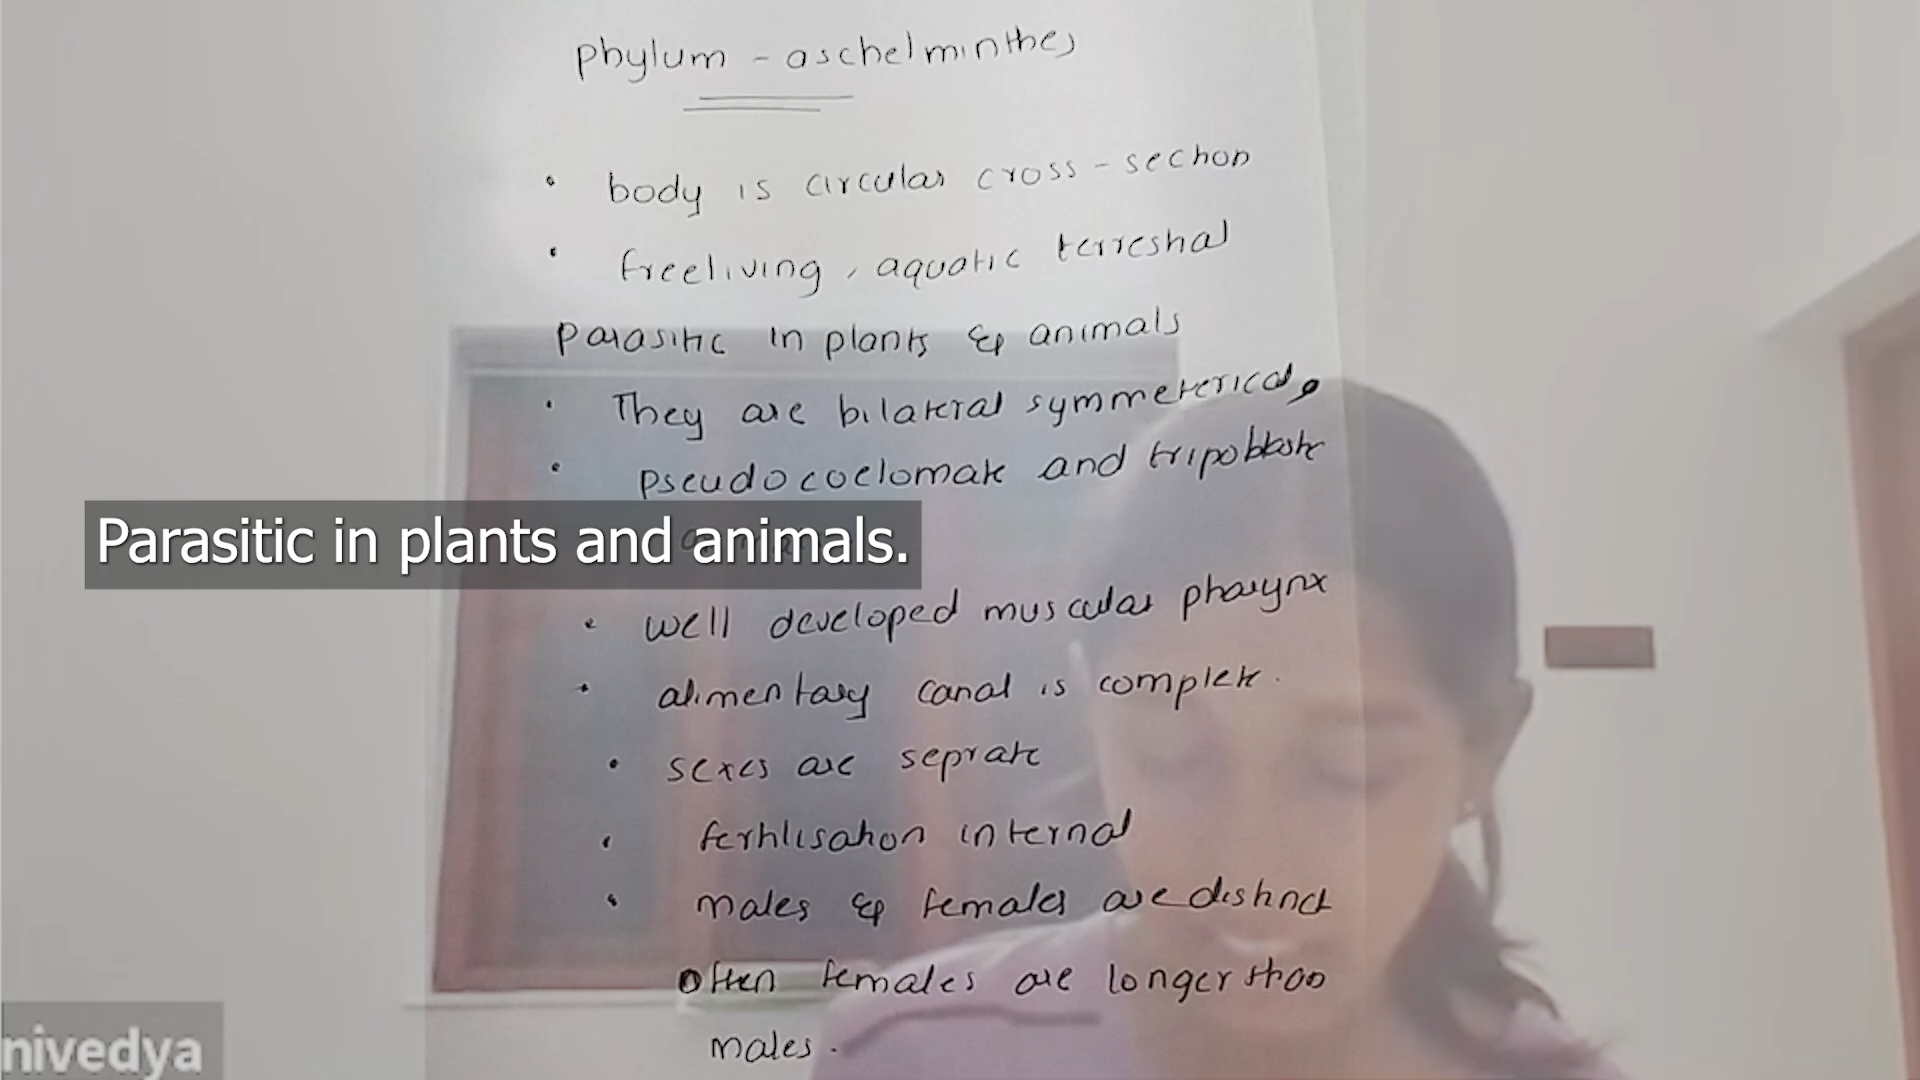 Phylum - aschelminthes
• body is circular cross-section
• freeliving, aquatic terrestial
parasitic in plants & animals
• They are bilateral symmeterical
• pseudocoelomate and tripoblastic
Parasitic in plants and animals.
• well developed muscular pharynx
• alimentary canal is complete.
• sexes are seprate
• fertilisation internal
• males & females are distinct
Often females are longer than
males.
nivedya